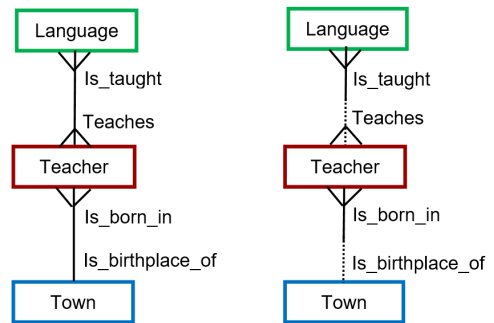 Language
Is_taught
Teaches
Teacher
Is_born_in
Is_birthplace_of
Town
Language
Is_taught
Teaches
Teacher
Is_born_in
Is_birthplace_of
Town